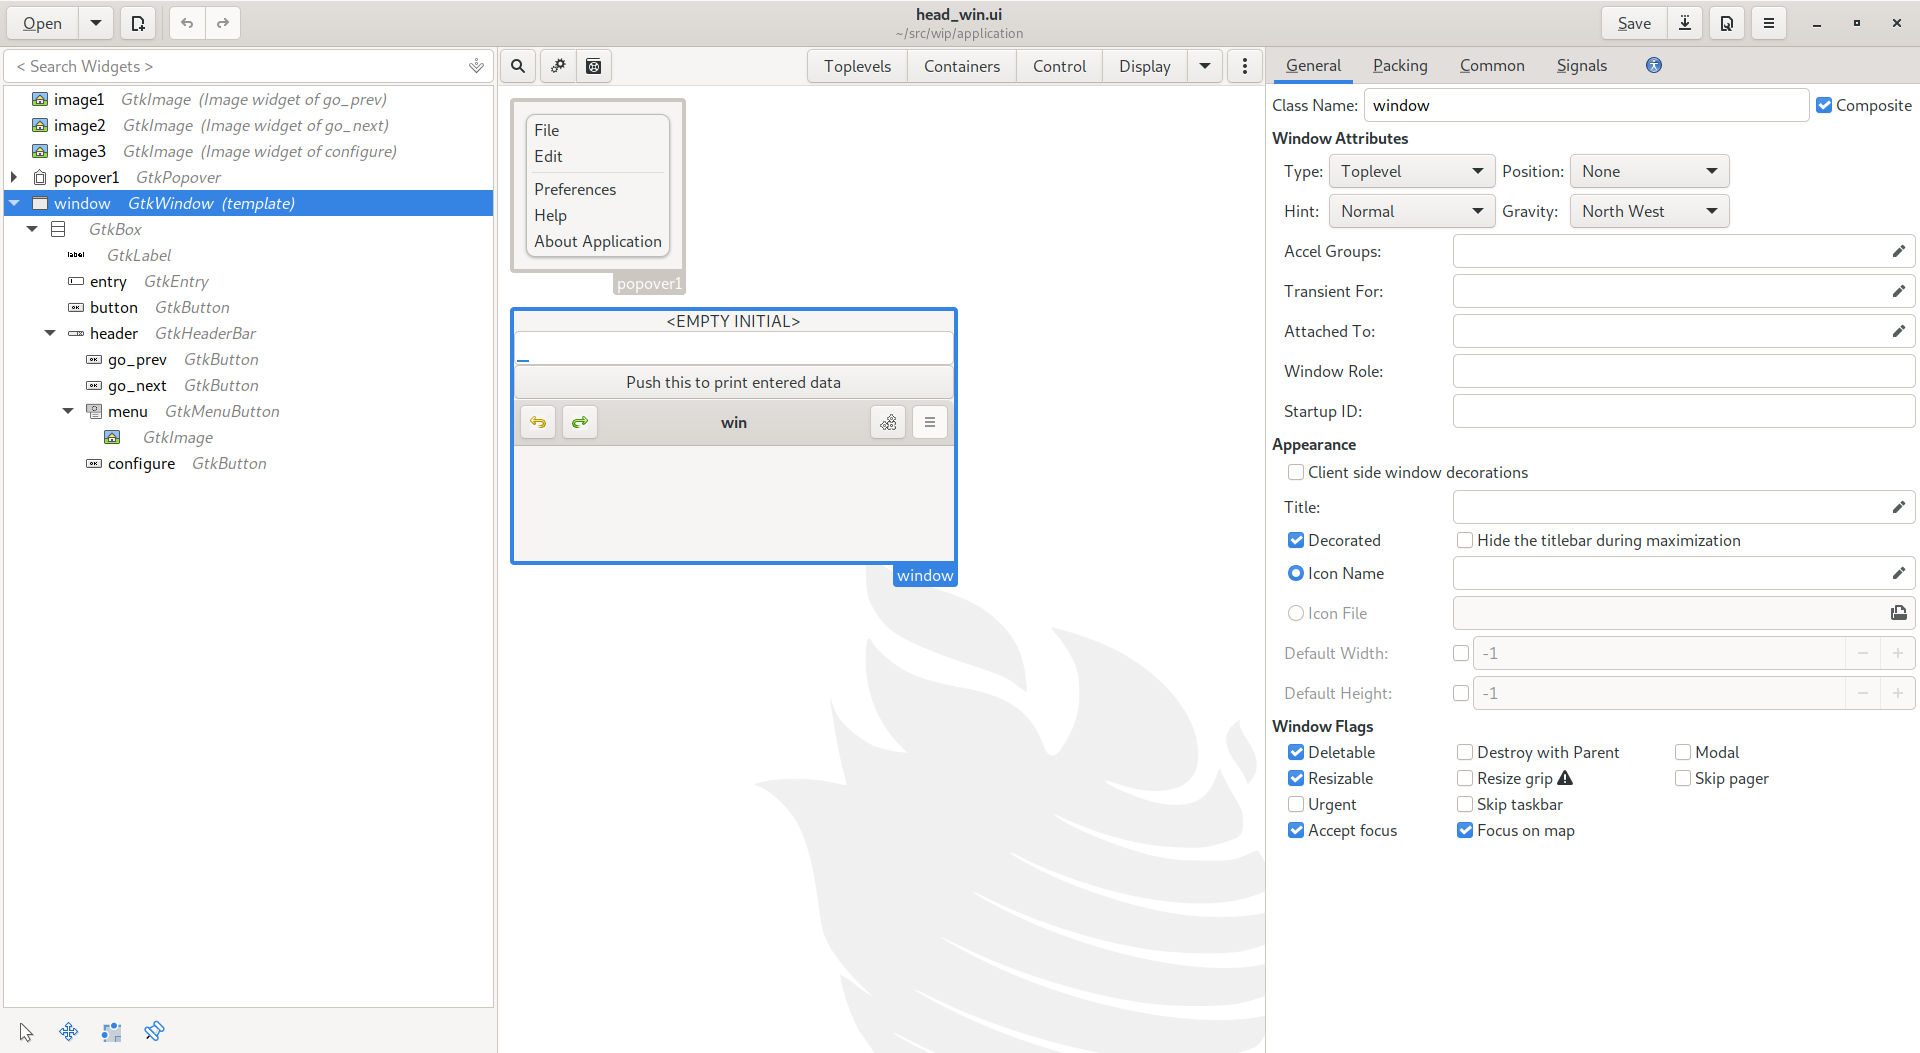 Open
head_win.ui
~/src/wip/application
Save
< Search Widgets >
Toplevels
Containers
Control
Display
General
Packing
Common
Signals
image1 GtkImage (Image widget of go_prev)
image2 GtkImage (Image widget of go_next)
image3 GtkImage (Image widget of configure)
popover1 GtkPopover
window GtkWindow (template)
GtkBox
label GtkLabel
entry GtkEntry
button GtkButton
header GtkHeaderBar
go_prev GtkButton
go_next GtkButton
menu GtkMenuButton
GtkImage
configure GtkButton
File
Edit
Preferences
Help
About Application
popover1
<EMPTY INITIAL>
Push this to print entered data
win
window
Class Name: window Composite
Window Attributes
Type: Toplevel Position: None
Hint: Normal Gravity: North West
Accel Groups:
Transient For:
Attached To:
Window Role:
Startup ID:
Appearance
Client side window decorations
Title:
Decorated Hide the titlebar during maximization
Icon Name
Icon File
Default Width: -1
Default Height: -1
Window Flags
Deletable Destroy with Parent Modal
Resizable Resize grip Skip pager
Urgent Skip taskbar
Accept focus Focus on map